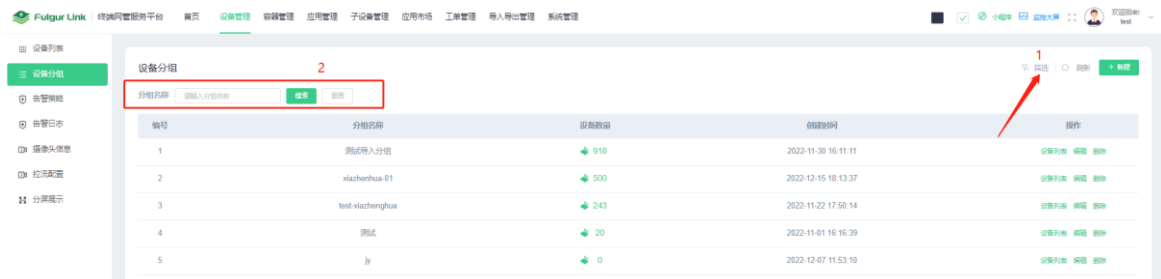 Fulgur Link 终端网管服务平台 首页 设备管理 容器管理 应用管理 子设备管理 应用市场 工单管理 导入导出管理 系统管理 小程序 监控大屏 欢迎回来! test
设备列表
设备分组
告警策略
告警日志
摄像头信息
拉流配置
分屏展示
设备分组 2 1 筛选 刷新 + 新建
分组名称 请输入分组名称 搜索 重置
编号 分组名称 设备数量 创建时间 操作
1 测试导入分组 918 2022-11-30 16:11:11 设备列表 编辑 删除
2 xiazhenhua-01 500 2022-12-15 18:13:37 设备列表 编辑 删除
3 test-xiazhenghua 243 2022-11-22 17:50:14 设备列表 编辑 删除
4 测试 20 2022-11-01 16:16:39 设备列表 编辑 删除
5 jy 0 2022-12-07 11:53:10 设备列表 编辑 删除